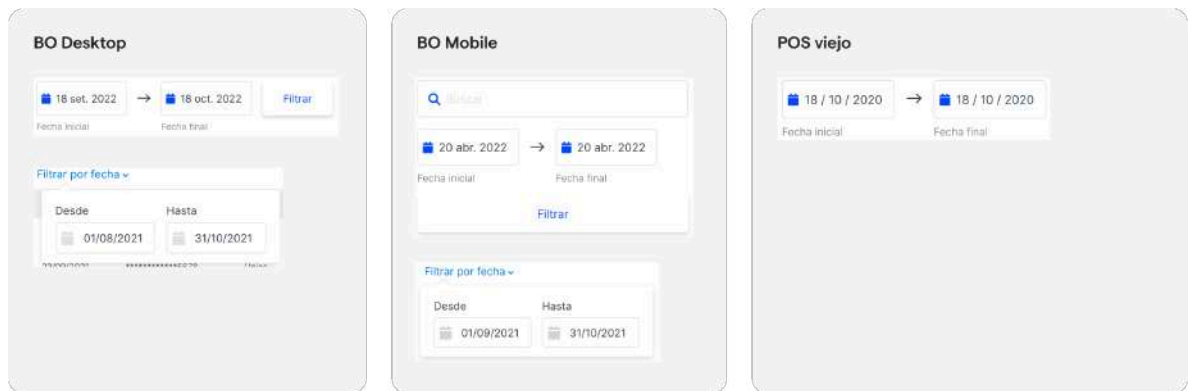 BO Desktop
18 set. 2022 → 18 oct. 2022 Filtrar
Fecha inicial Fecha final
Filtrar por fecha
Desde Hasta
01/08/2021 31/10/2021
BO Mobile
Buscar
20 abr. 2022 → 20 abr. 2022
Fecha inicial Fecha final
Filtrar
Filtrar por fecha
Desde Hasta
01/09/2021 31/10/2021
POS viejo
18 / 10 / 2020 → 18 / 10 / 2020
Fecha inicial Fecha final